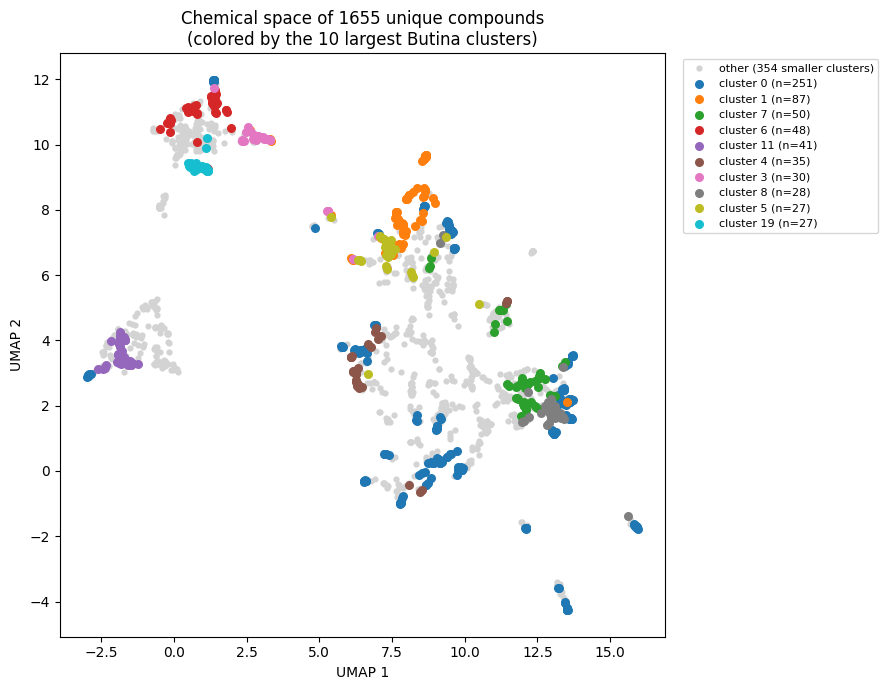 Chemical space of 1655 unique compounds
(colored by the 10 largest Butina clusters)
12
10
8
6
4
2
0
−2
−4
UMAP 2
−2.5 0.0 2.5 5.0 7.5 10.0 12.5 15.0
UMAP 1
other (354 smaller clusters)
cluster 0 (n=251)
cluster 1 (n=87)
cluster 7 (n=50)
cluster 6 (n=48)
cluster 11 (n=41)
cluster 4 (n=35)
cluster 3 (n=30)
cluster 8 (n=28)
cluster 5 (n=27)
cluster 19 (n=27)